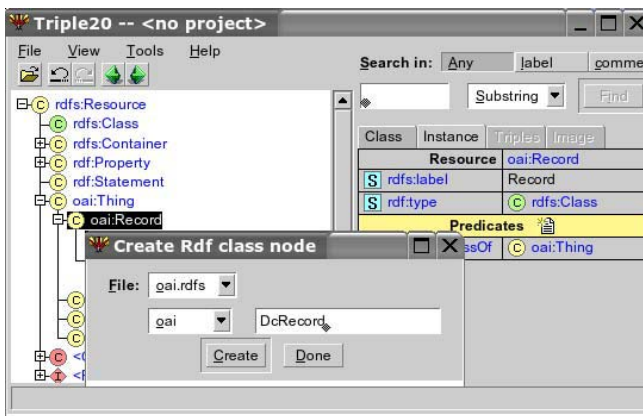 Triple20 -- <no project>
File View Tools Help
Search in: Any label comme
Substring Find
rdfs:Resource
rdfs:Class
rdfs:Container
rdf:Property
rdf:Statement
oai:Thing
oai:Record
Class Instance Triples Image
Resource oai:Record
S rdfs:label Record
S rdf:type C rdfs:Class
Predicates
ssOf C oai:Thing
Create Rdf class node
File: oai.rdfs
oai DcRecord
Create Done